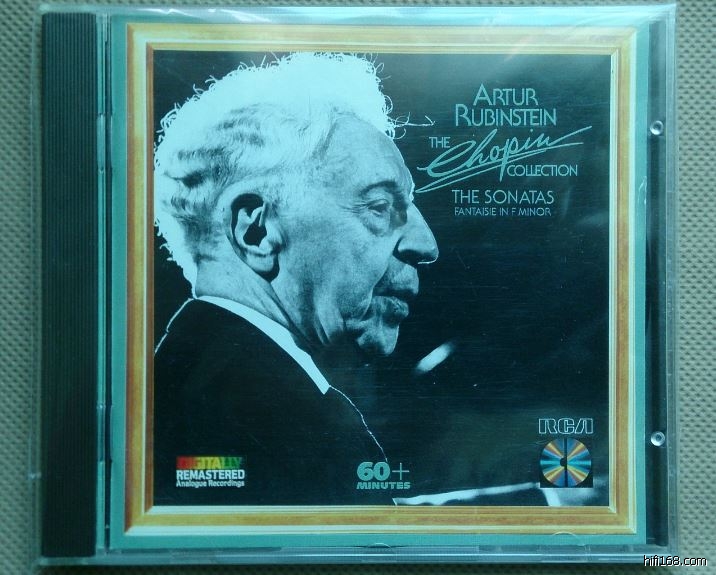 ARTUR
RUBINSTEIN
THE Chopin
COLLECTION
THE SONATAS
FANTAISIE IN F MINOR
RCA
DIGITALLY
REMASTERED
Analogue Recordings
60+
MINUTES
hifi168.com